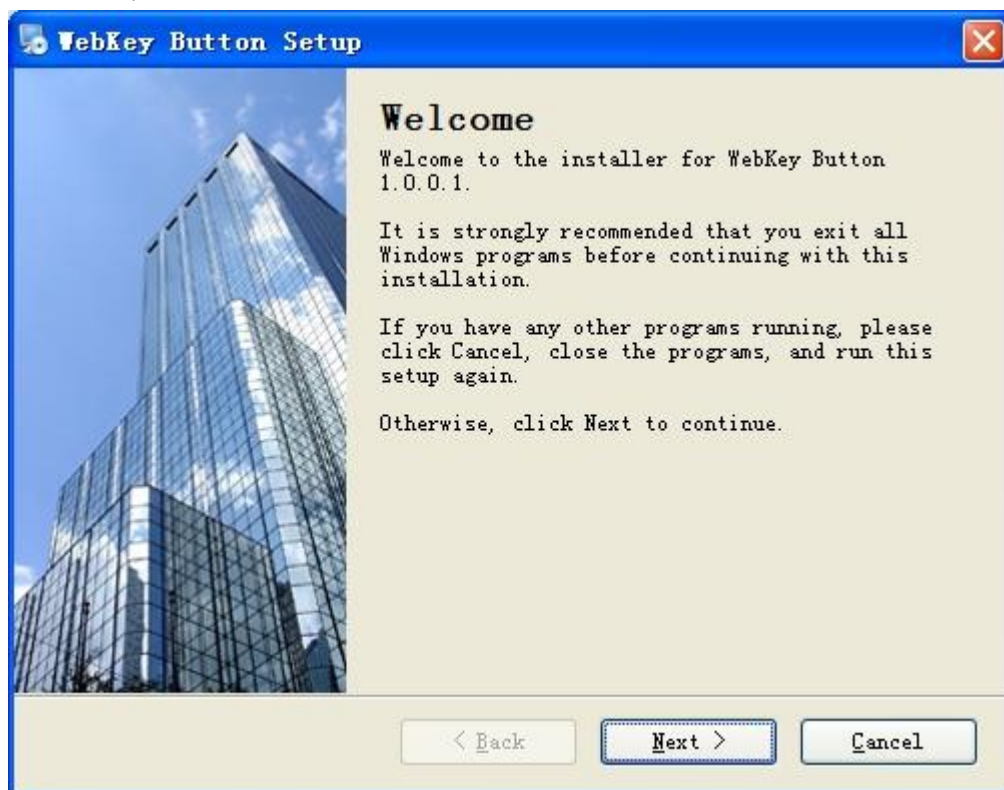 WebKey Button Setup
Welcome
Welcome to the installer for WebKey Button
1.0.0.1.
It is strongly recommended that you exit all
Windows programs before continuing with this
installation.
If you have any other programs running, please
click Cancel, close the programs, and run this
setup again.
Otherwise, click Next to continue.
< Back
Next >
Cancel